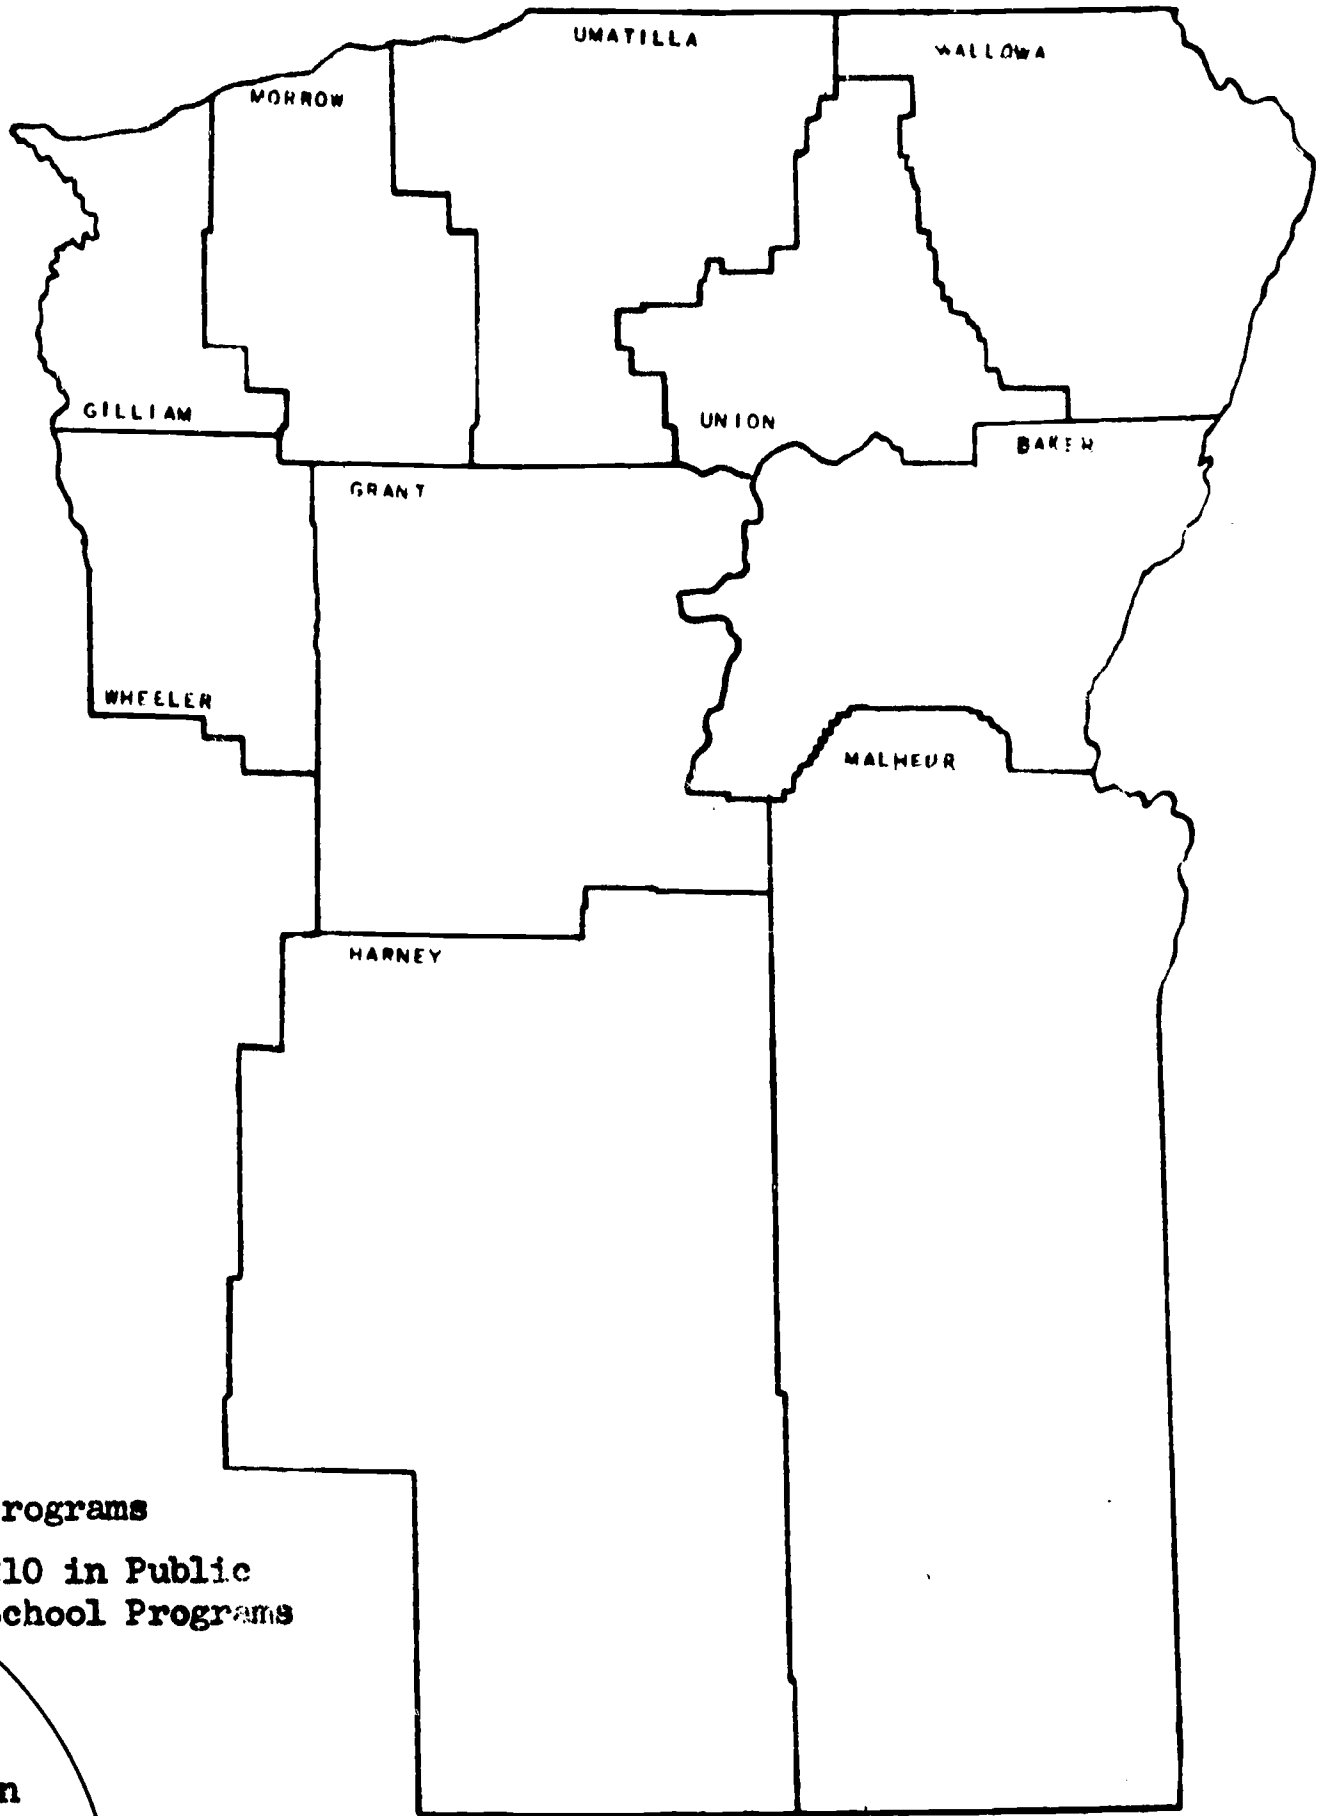 UMATILLA
WALLOWA
MORROW
GILLIAM
UNION
BAKER
GRANT
WHEELER
MALHEUR
HARNEY
rograms
10 in Public
chool Programs
n